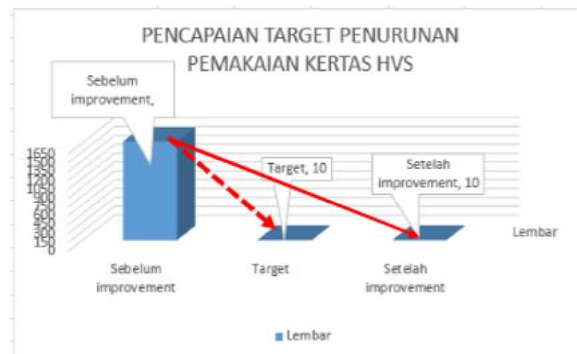 PENCAPAIAN TARGET PENURUNAN
PEMAKAIAN KERTAS HVS
Sebelum
improvement,
Target, 10
Setelah
improvement, 10
1650
1500
1350
1200
1050
900
750
600
450
300
150
0
Lembar
Sebelum
improvement
Target
Setelah
improvement
Lembar